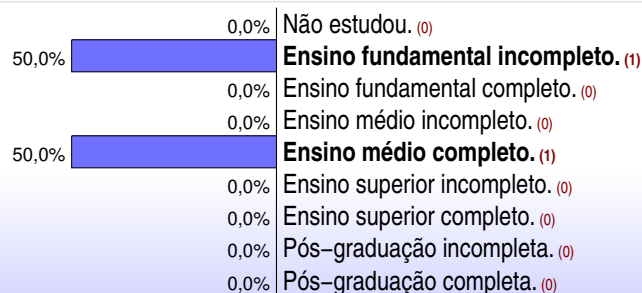 0,0% Não estudou. (0)
50,0% Ensino fundamental incompleto. (1)
0,0% Ensino fundamental completo. (0)
0,0% Ensino médio incompleto. (0)
50,0% Ensino médio completo. (1)
0,0% Ensino superior incompleto. (0)
0,0% Ensino superior completo. (0)
0,0% Pós−graduação incompleta. (0)
0,0% Pós−graduação completa. (0)